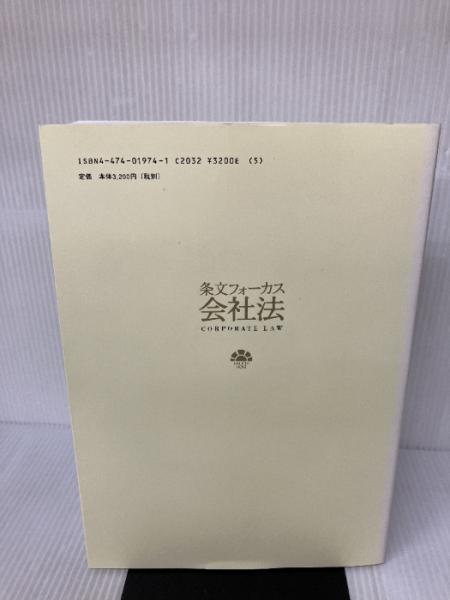 ISBN4-474-01974-1 C2032 ¥3200E (5)
定価 本体3,200円[税別]
条文フォーカス
会社法
CORPORATE LAW